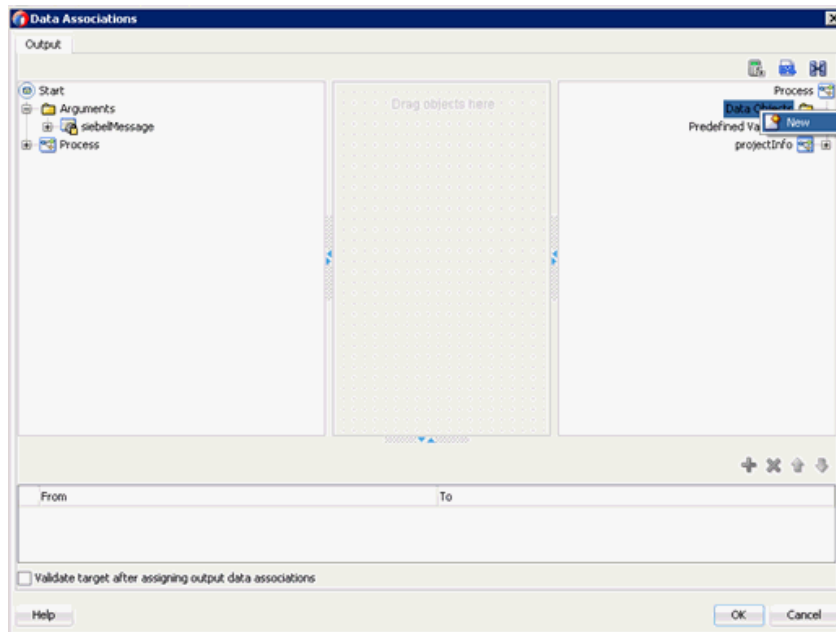 Data Associations
Output
Start
Arguments
siebelMessage
Process
Drag objects here
Process
Data Objects
New
Predefined Va
projectInfo
From
To
Validate target after assigning output data associations
Help
OK
Cancel